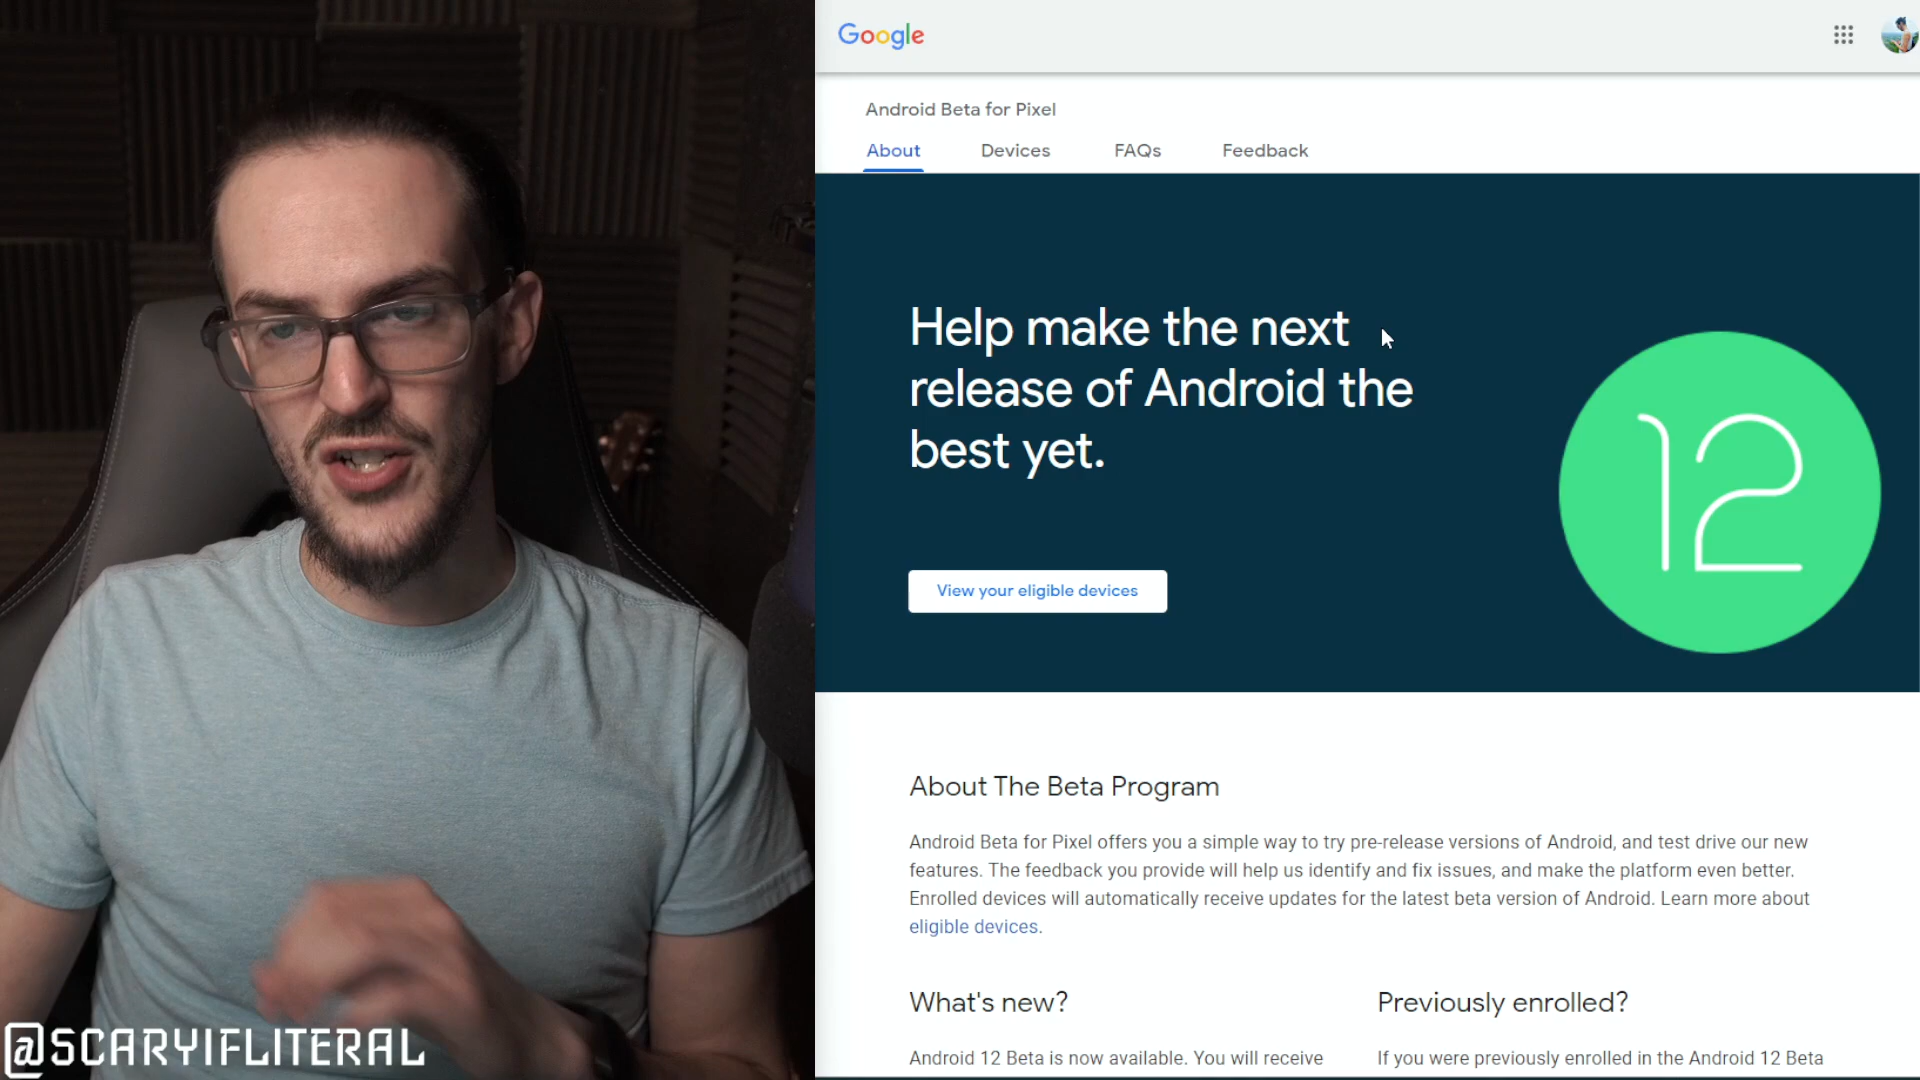 Google
Android Beta for Pixel
About Devices FAQs Feedback
Help make the next
release of Android the
best yet.
12
View your eligible devices
About The Beta Program
Android Beta for Pixel offers you a simple way to try pre-release versions of Android, and test drive our new
features. The feedback you provide will help us identify and fix issues, and make the platform even better.
Enrolled devices will automatically receive updates for the latest beta version of Android. Learn more about
eligible devices.
What's new?
Android 12 Beta is now available. You will receive
Previously enrolled?
If you were previously enrolled in the Android 12 Beta
@SCARYIFLITERAL